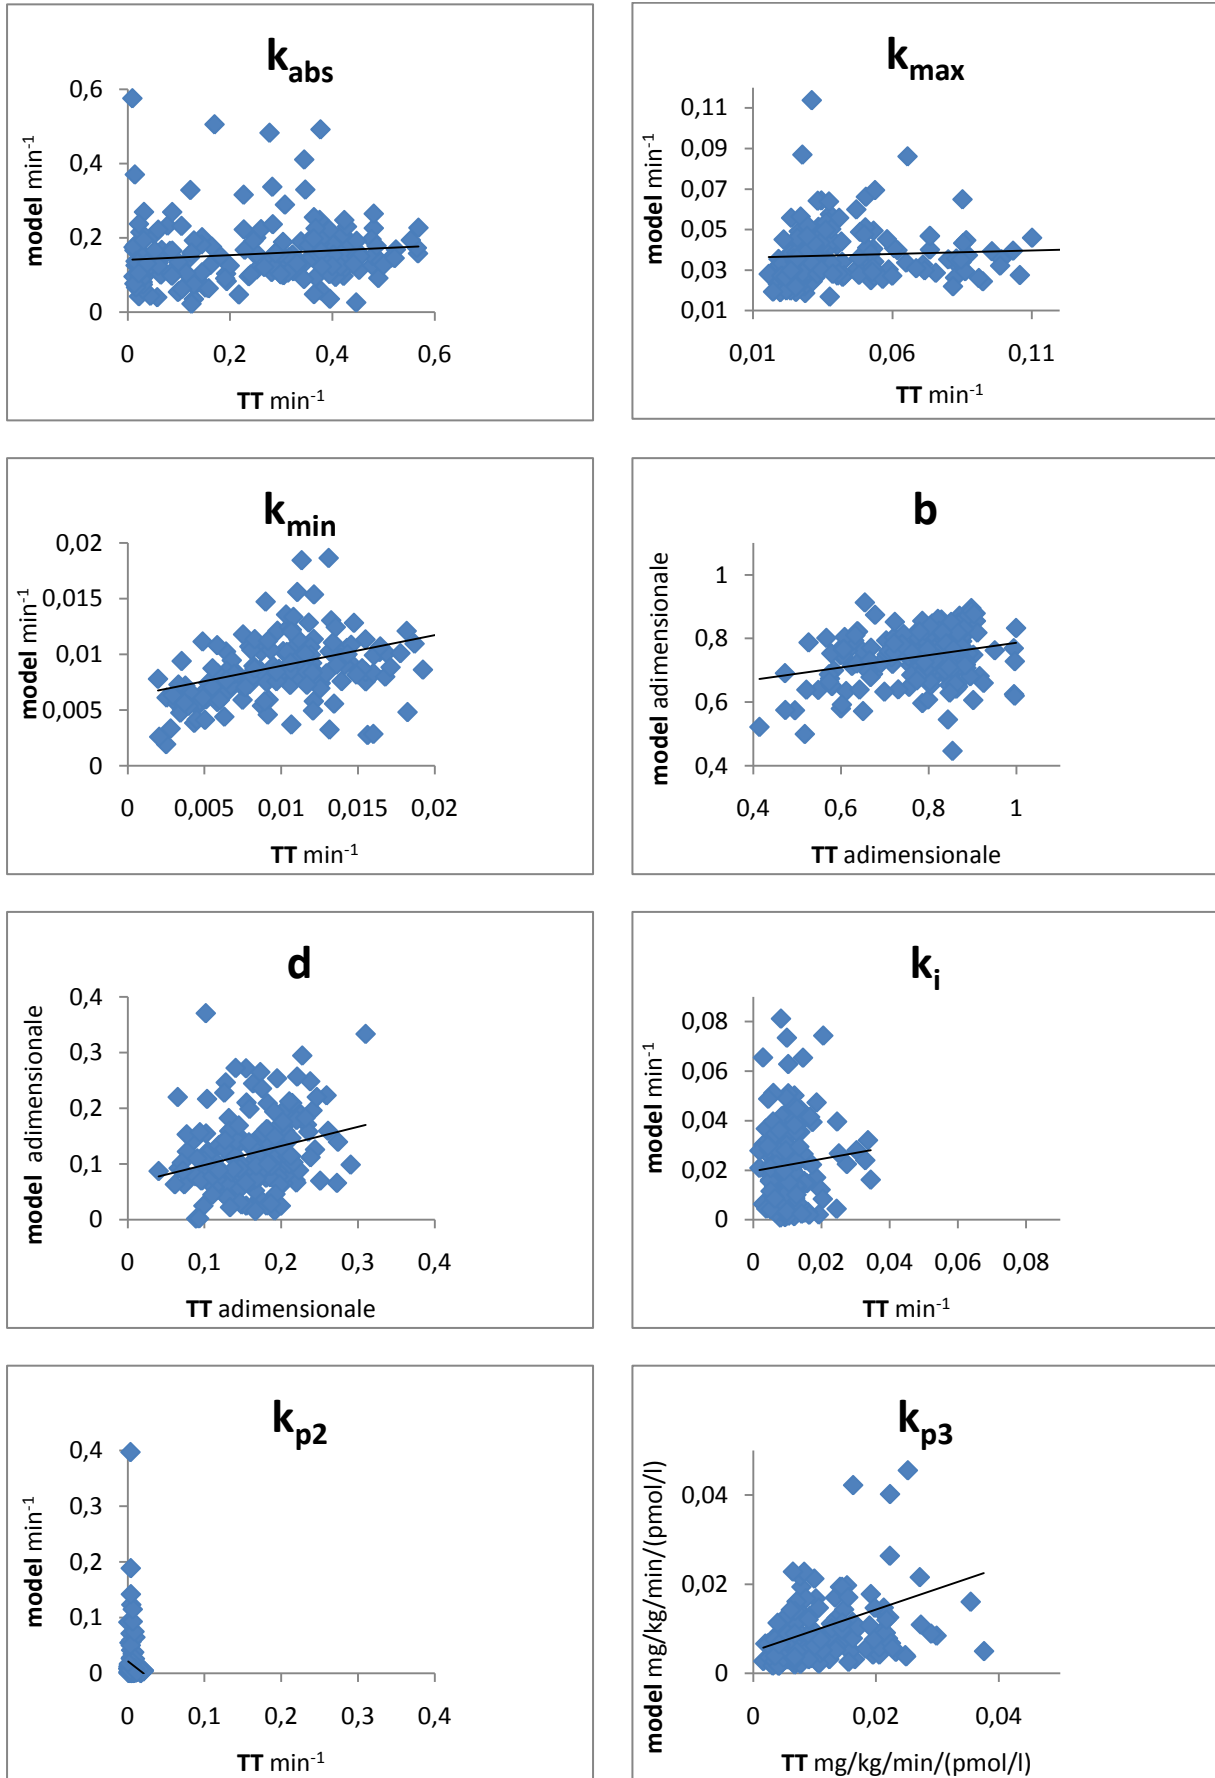 k_abs
0,6
0,4
0,2
0
0 0,2 0,4 0,6
model min⁻¹
TT min⁻¹
k_max
0,11
0,09
0,07
0,05
0,03
0,01
0,01 0,06 0,11
model min⁻¹
TT min⁻¹
k_min
0,02
0,015
0,01
0,005
0
0 0,005 0,01 0,015 0,02
model min⁻¹
TT min⁻¹
b
1
0,8
0,6
0,4
0,4 0,6 0,8 1
model adimensionale
TT adimensionale
d
0,4
0,3
0,2
0,1
0
0 0,1 0,2 0,3 0,4
model adimensionale
TT adimensionale
k_i
0,08
0,06
0,04
0,02
0
0 0,02 0,04 0,06 0,08
model min⁻¹
TT min⁻¹
k_p2
0,4
0,3
0,2
0,1
0
0 0,1 0,2 0,3 0,4
model min⁻¹
TT min⁻¹
k_p3
0,04
0,02
0
0 0,02 0,04
model mg/kg/min/(pmol/l)
TT mg/kg/min/(pmol/l)